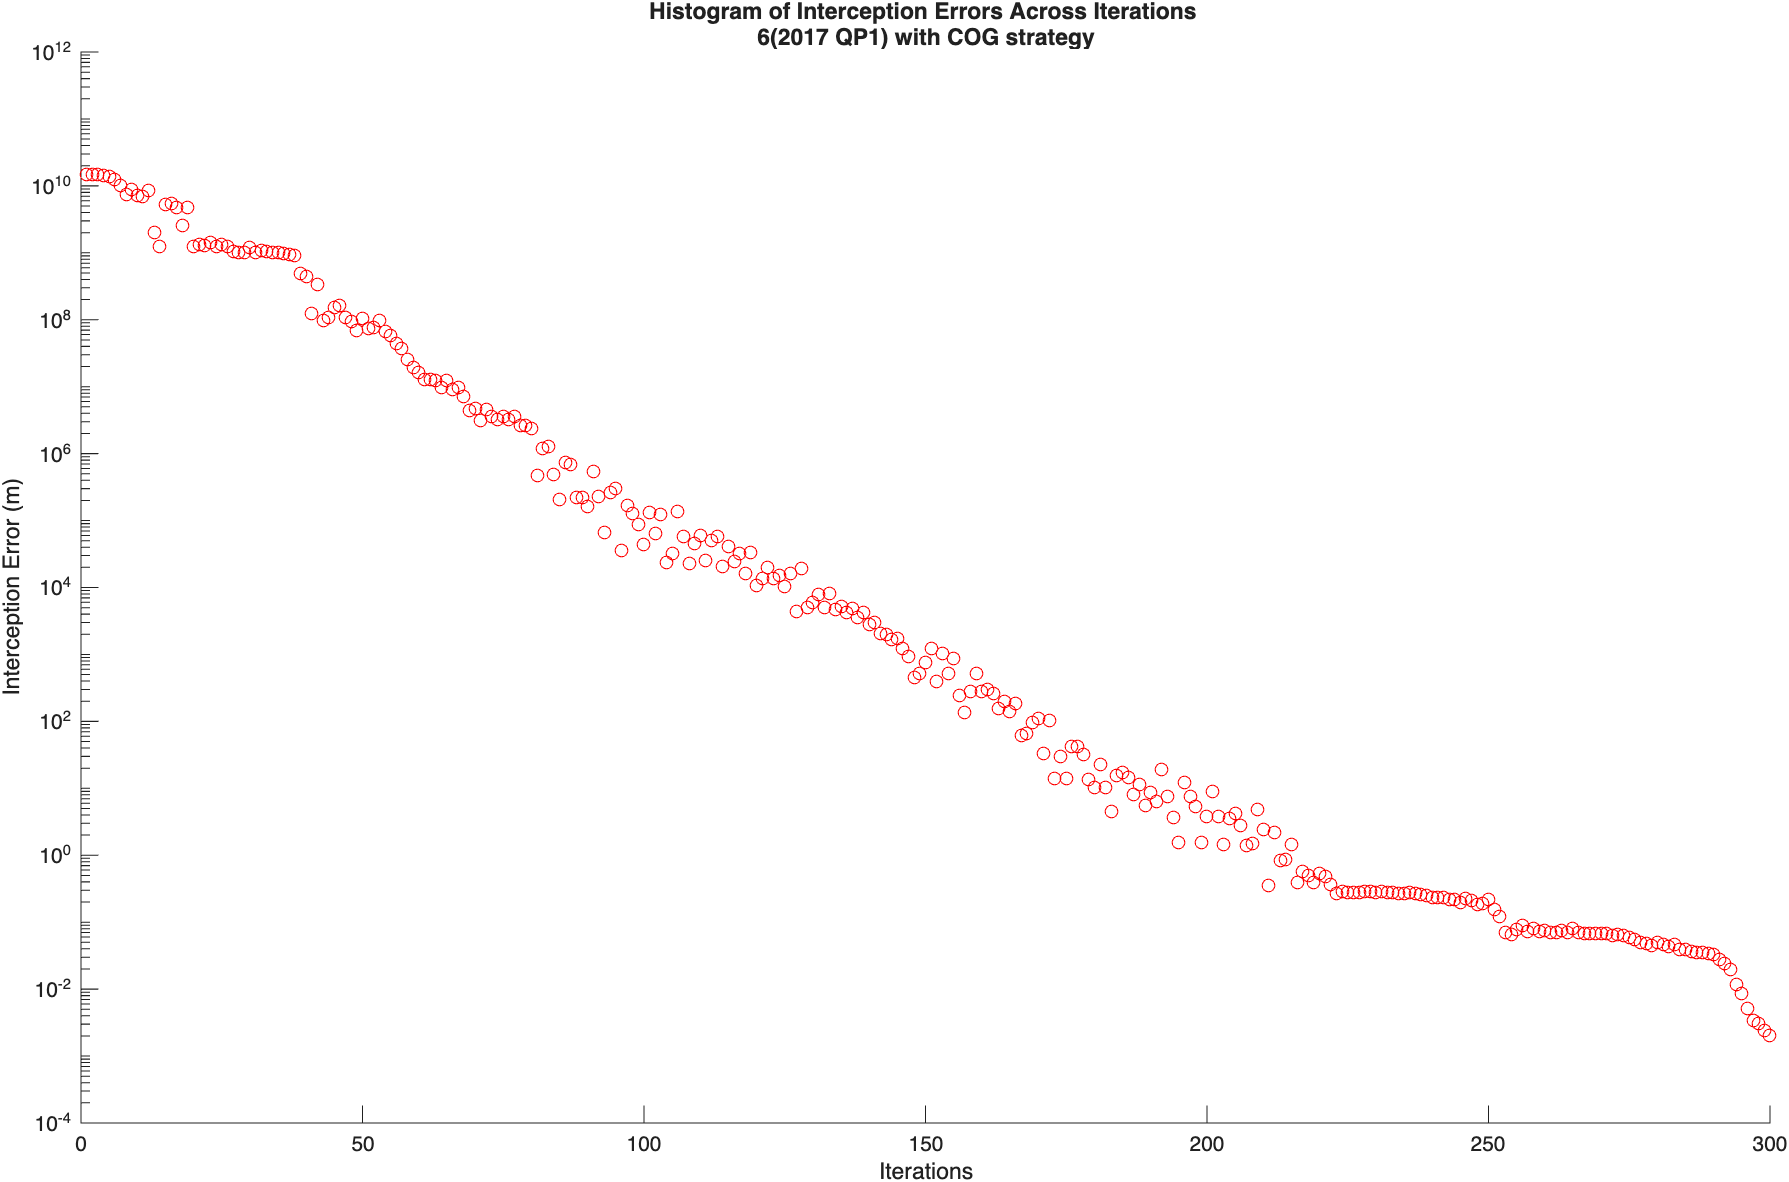 Histogram of Interception Errors Across Iterations
6(2017 QP1) with COG strategy
10^12
10^10
10^8
10^6
10^4
10^2
10^0
10^-2
10^-4
Interception Error (m)
0 50 100 150 200 250 300
Iterations